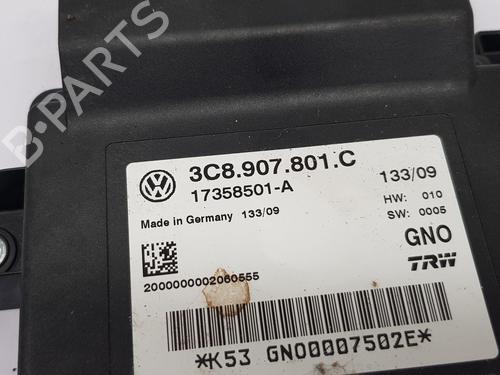 B-PARTS
3C8.907.801.C
17358501-A
133/09
Made in Germany 133/09
HW: 010
SW: 0005
GNO
TRW
2000000002060555
*K53 GNO00007502E*